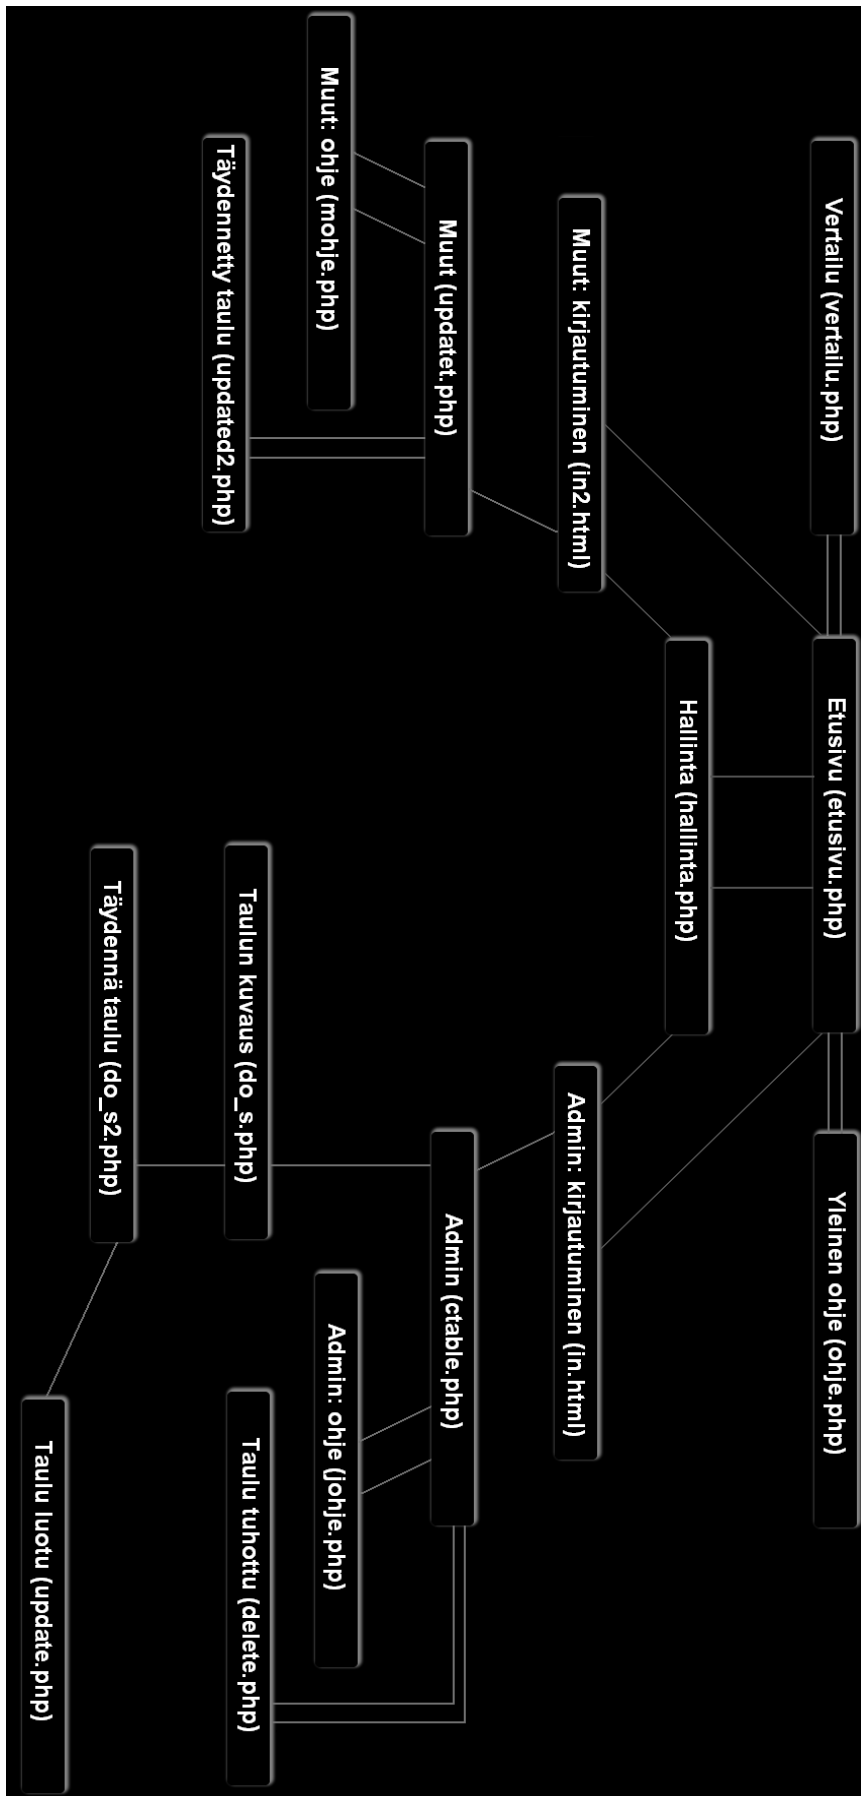 Vertailu (vertailu.php)
Etusivu (etusivu.php)
Yleinen ohje (ohje.php)
Hallinta (hallinta.php)
Muut: kirjautuminen (in2.html)
Admin: kirjautuminen (in.html)
Muut (updatet.php)
Admin (ctable.php)
Muut: ohje (mohje.php)
Admin: ohje (johje.php)
Täydennetty taulu (updated2.php)
Taulun kuvaus (do_s.php)
Taulu tuhottu (delete.php)
Täydennä taulu (do_s2.php)
Taulu luotu (update.php)